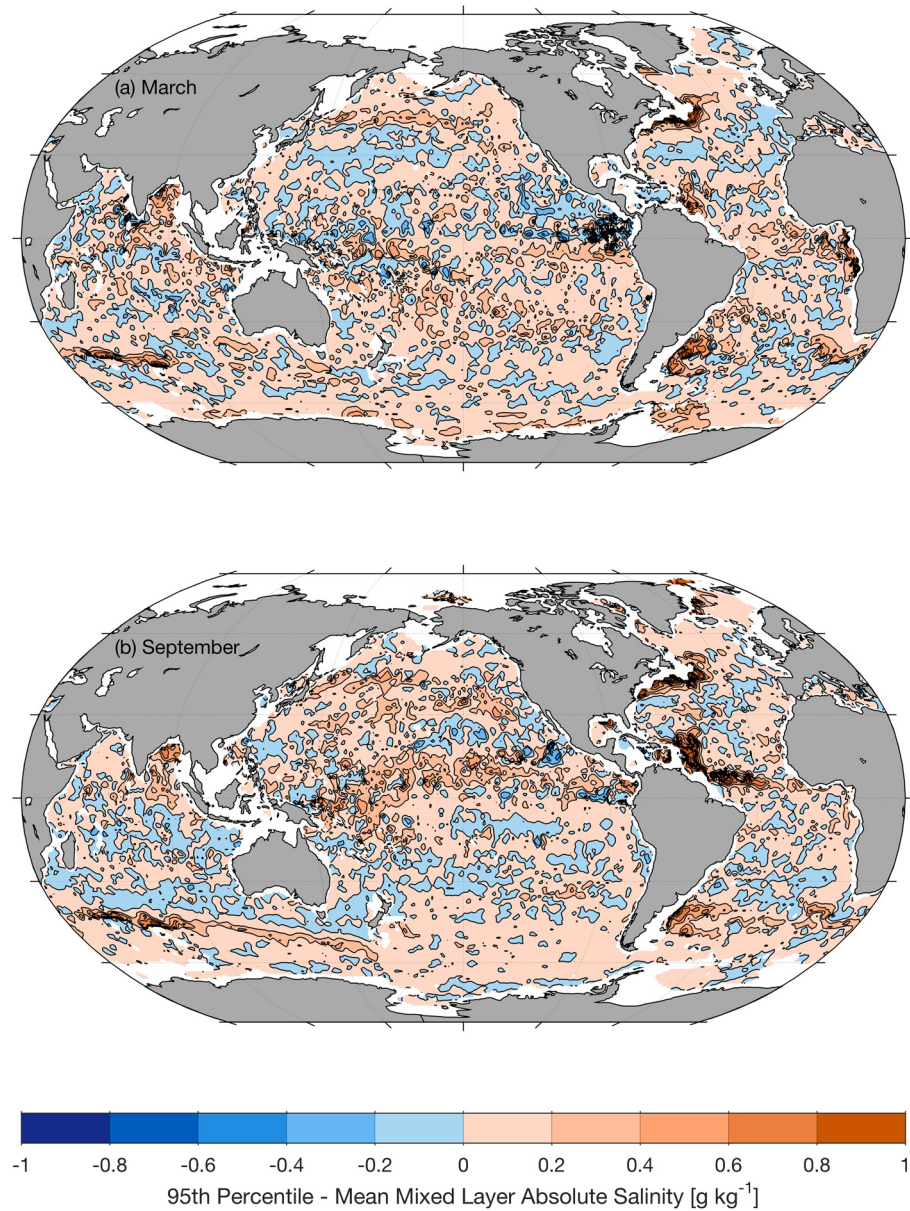 (a) March
(b) September
-1 -0.8 -0.6 -0.4 -0.2 0 0.2 0.4 0.6 0.8 1
95th Percentile - Mean Mixed Layer Absolute Salinity [g kg⁻¹]